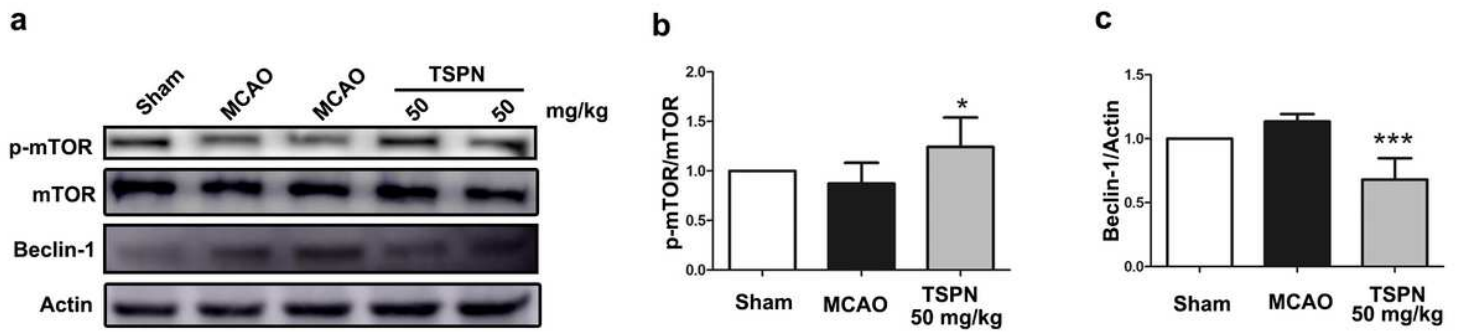 a
Sham
MCAO
MCAO
TSPN
50
50
mg/kg
p-mTOR
mTOR
Beclin-1
Actin
b
p-mTOR/mTOR
2.0
1.5
1.0
0.5
0.0
*
Sham
MCAO
TSPN
50 mg/kg
c
Beclin-1/Actin
1.5
1.0
0.5
0.0
***
Sham
MCAO
TSPN
50 mg/kg